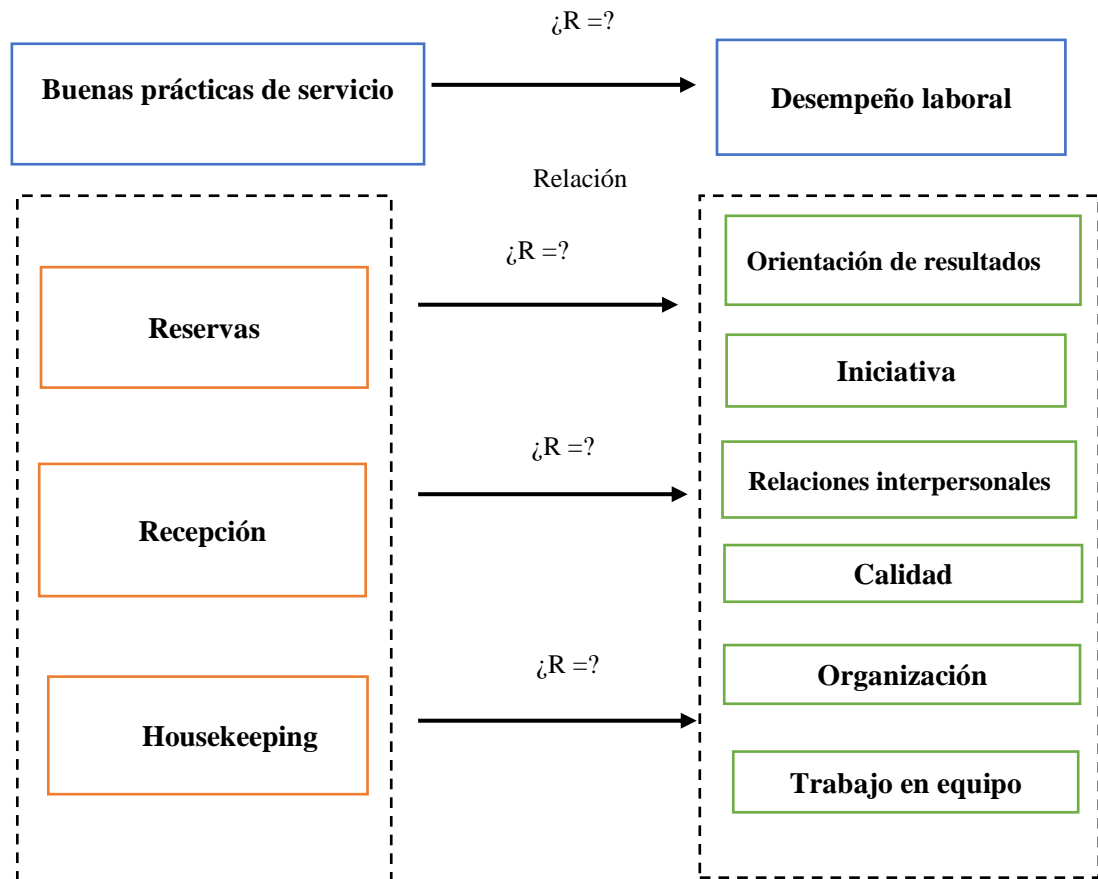 ¿R =?
Buenas prácticas de servicio
Desempeño laboral
Relación
¿R =?
Orientación de resultados
Reservas
Iniciativa
¿R =?
Relaciones interpersonales
Recepción
Calidad
¿R =?
Organización
Housekeeping
Trabajo en equipo